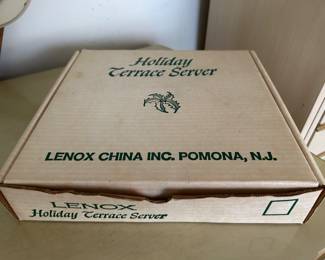 Holiday
Terrace Server
LENOX CHINA INC. POMONA, N.J.
LENOX
Holiday Terrace Server